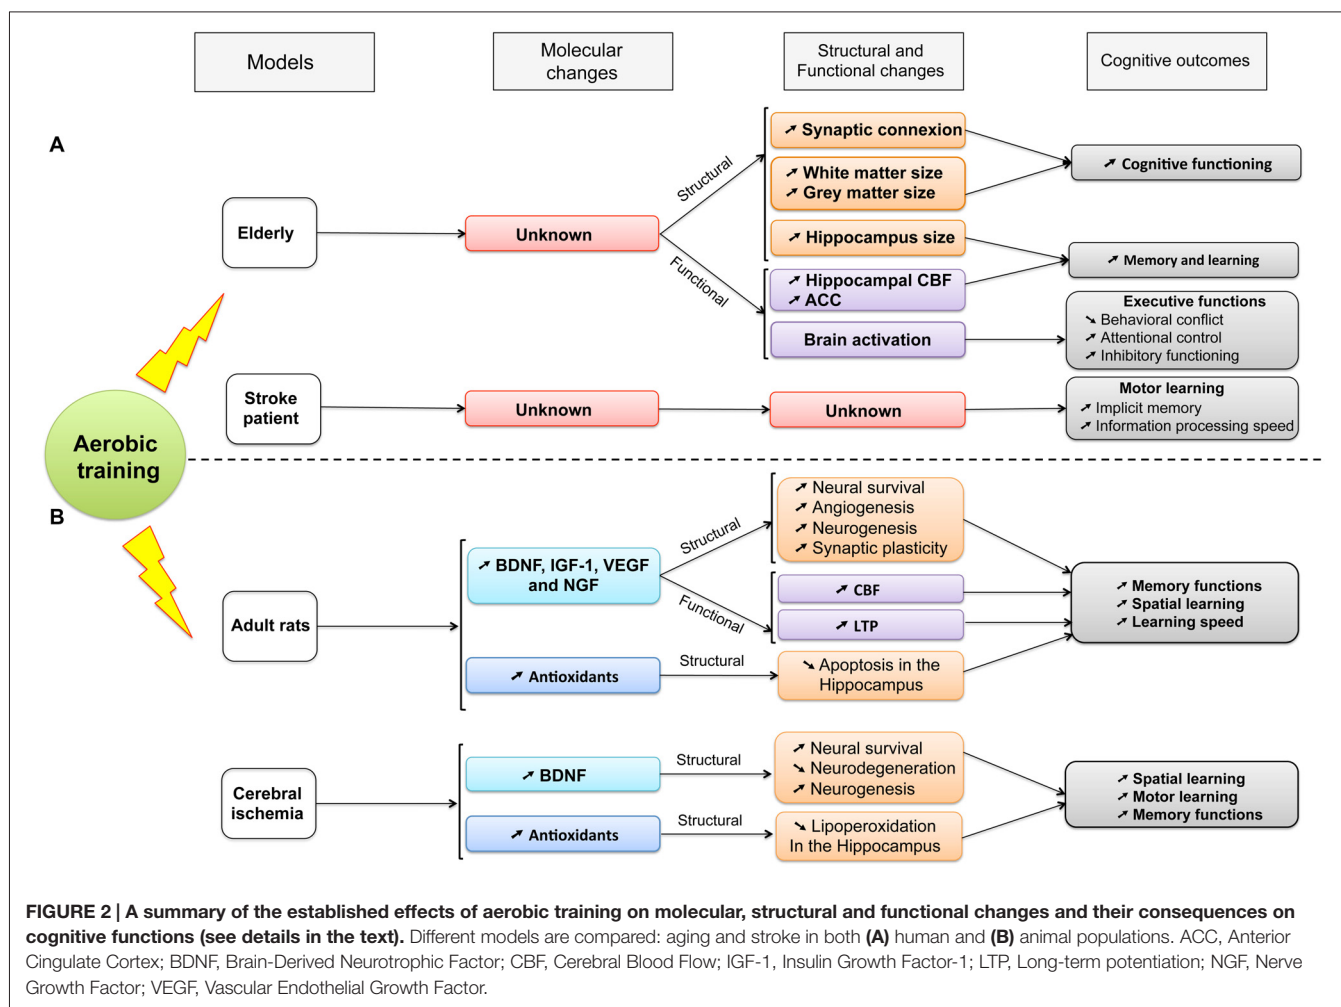 Models
Molecular
changes
Structural and
Functional changes
Cognitive outcomes
A
Elderly
Unknown
Structural
Functional
Synaptic connexion
White matter size
Grey matter size
Hippocampus size
Hippocampal CBF
ACC
Brain activation
Cognitive functioning
Memory and learning
Executive functions
Behavioral conflict
Attentional control
Inhibitory functioning
Stroke
patient
Unknown
Unknown
Motor learning
Implicit memory
Information processing speed
Aerobic
training
B
Adult rats
BDNF, IGF-1, VEGF
and NGF
Structural
Functional
Neural survival
Angiogenesis
Neurogenesis
Synaptic plasticity
CBF
LTP
Antioxidants
Structural
Apoptosis in the
Hippocampus
Memory functions
Spatial learning
Learning speed
Cerebral
ischemia
BDNF
Structural
Neural survival
Neurodegeneration
Neurogenesis
Antioxidants
Structural
Lipoperoxidation
In the Hippocampus
Spatial learning
Motor learning
Memory functions
FIGURE 2 | A summary of the established effects of aerobic training on molecular, structural and functional changes and their consequences on
cognitive functions (see details in the text). Different models are compared: aging and stroke in both (A) human and (B) animal populations. ACC, Anterior
Cingulate Cortex; BDNF, Brain-Derived Neurotrophic Factor; CBF, Cerebral Blood Flow; IGF-1, Insulin Growth Factor-1; LTP, Long-term potentiation; NGF, Nerve
Growth Factor; VEGF, Vascular Endothelial Growth Factor.